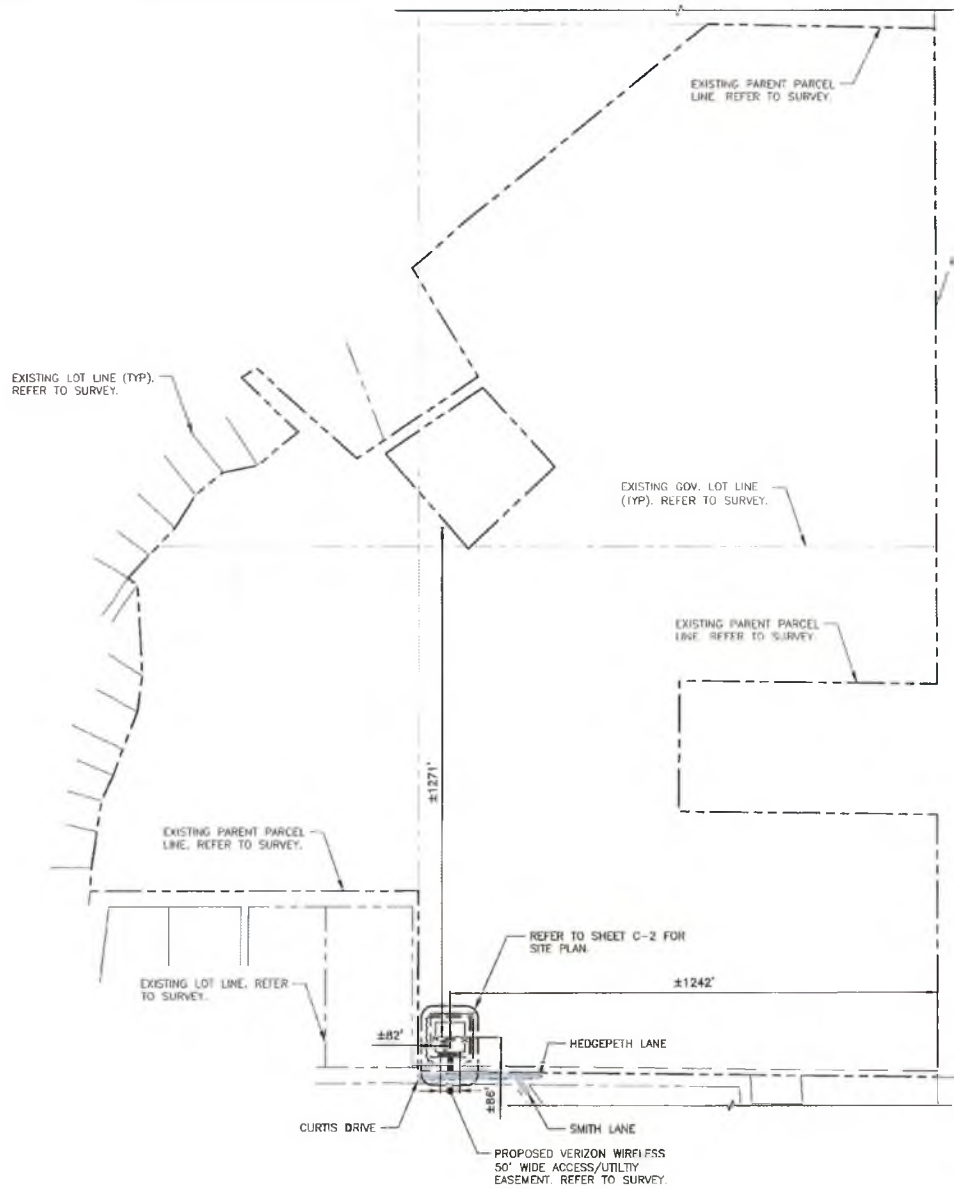 EXISTING PARENT PARCEL
LINE. REFER TO SURVEY.
EXISTING LOT LINE (TYP).
REFER TO SURVEY.
EXISTING GOV. LOT LINE
(TYP). REFER TO SURVEY.
EXISTING PARENT PARCEL
LINE. REFER TO SURVEY.
±1271'
EXISTING PARENT PARCEL
LINE. REFER TO SURVEY.
REFER TO SHEET C-2 FOR
SITE PLAN.
EXISTING LOT LINE, REFER
TO SURVEY.
±1242'
±82'
HEDGEPETH LANE
±86'
CURTIS DRIVE
SMITH LANE
PROPOSED VERIZON WIRELESS
50' WIDE ACCESS/UTILTIY
EASEMENT. REFER TO SURVEY.